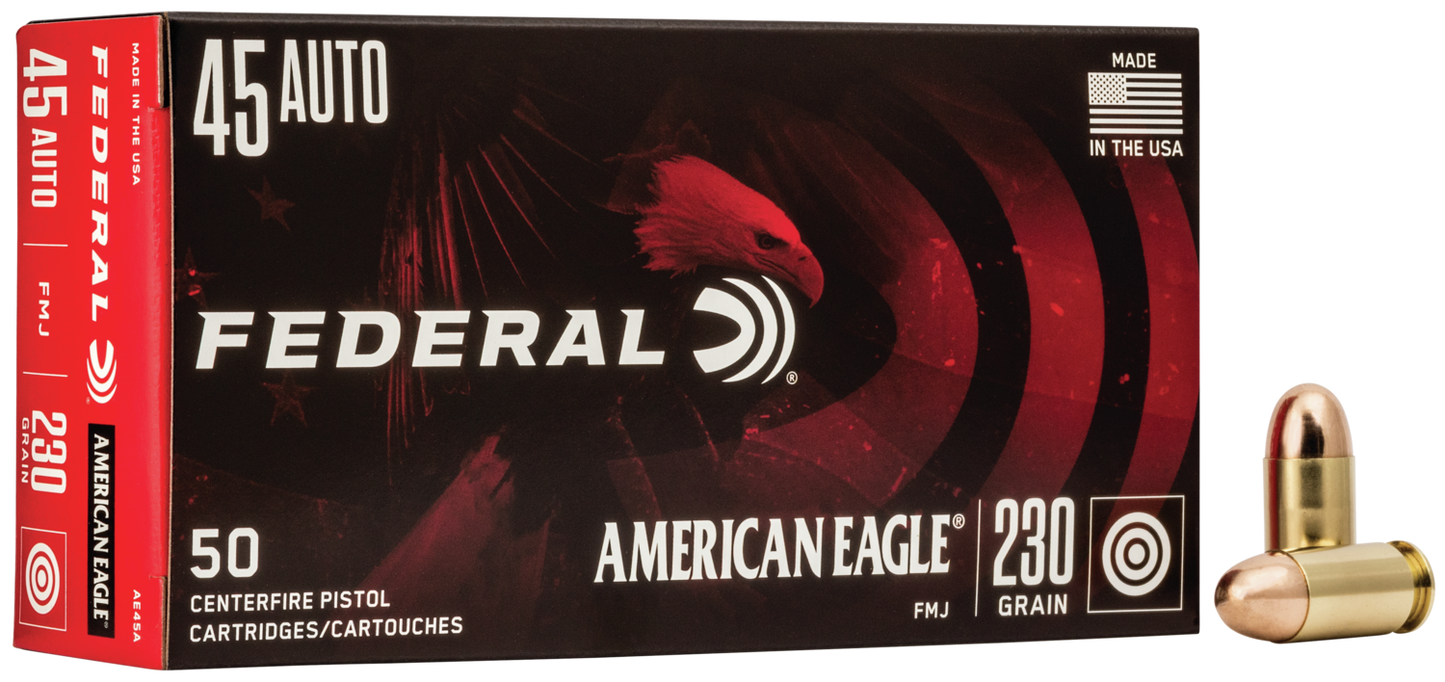 MADE IN THE USA
FEDERAL ®
AMERICAN EAGLE®
45 AUTO
FMJ
230
GRAIN
AE45A
45 AUTO
MADE
IN THE USA
FEDERAL ®
50
CENTERFIRE PISTOL
CARTRIDGES/CARTOUCHES
AMERICAN EAGLE®
FMJ
230
GRAIN